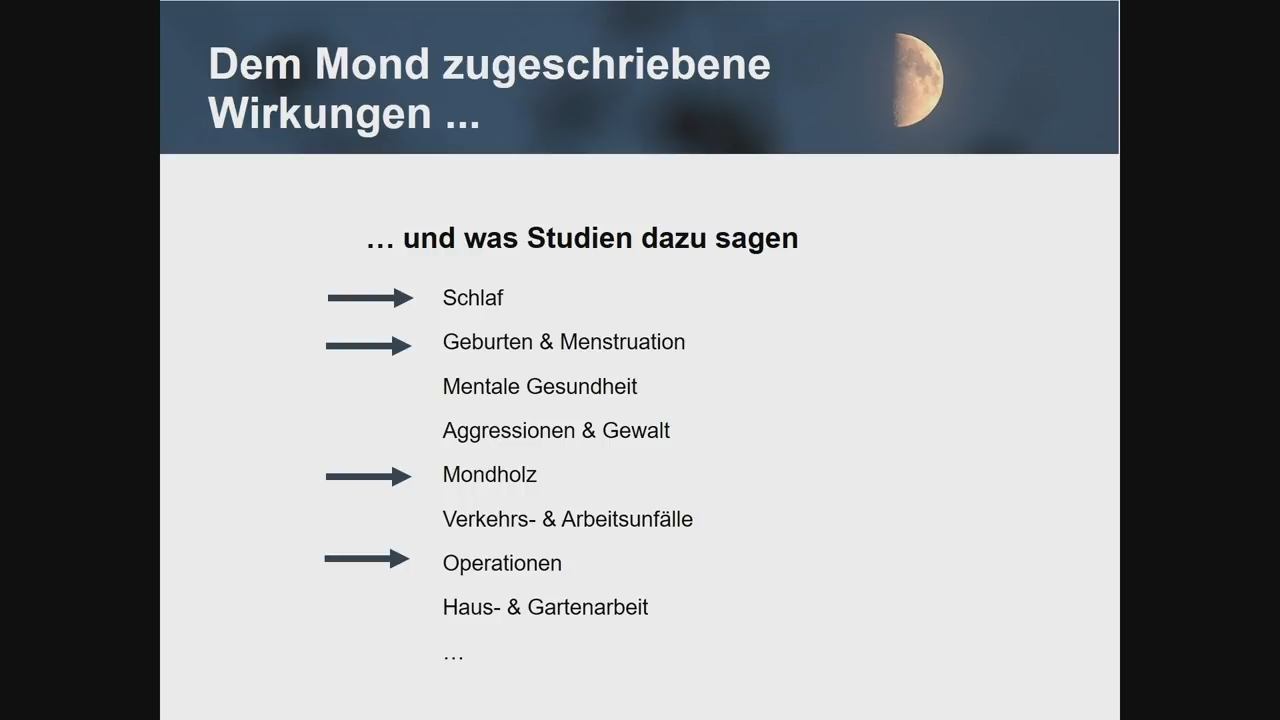 Dem Mond zugeschriebene
Wirkungen ...
… und was Studien dazu sagen
Schlaf
Geburten & Menstruation
Mentale Gesundheit
Aggressionen & Gewalt
Mondholz
Verkehrs- & Arbeitsunfälle
Operationen
Haus- & Gartenarbeit
…